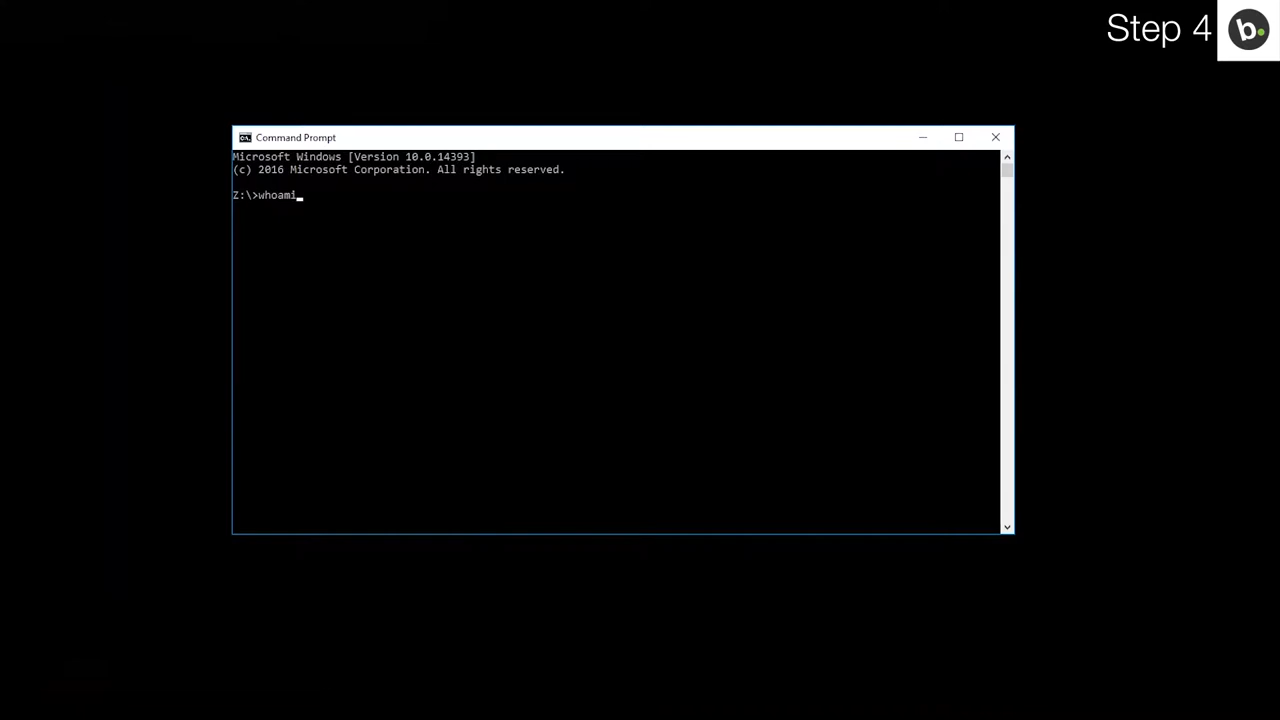 Step 4
b.
Command Prompt
Microsoft Windows [Version 10.0.14393]
(c) 2016 Microsoft Corporation. All rights reserved.
Z:\>whoami